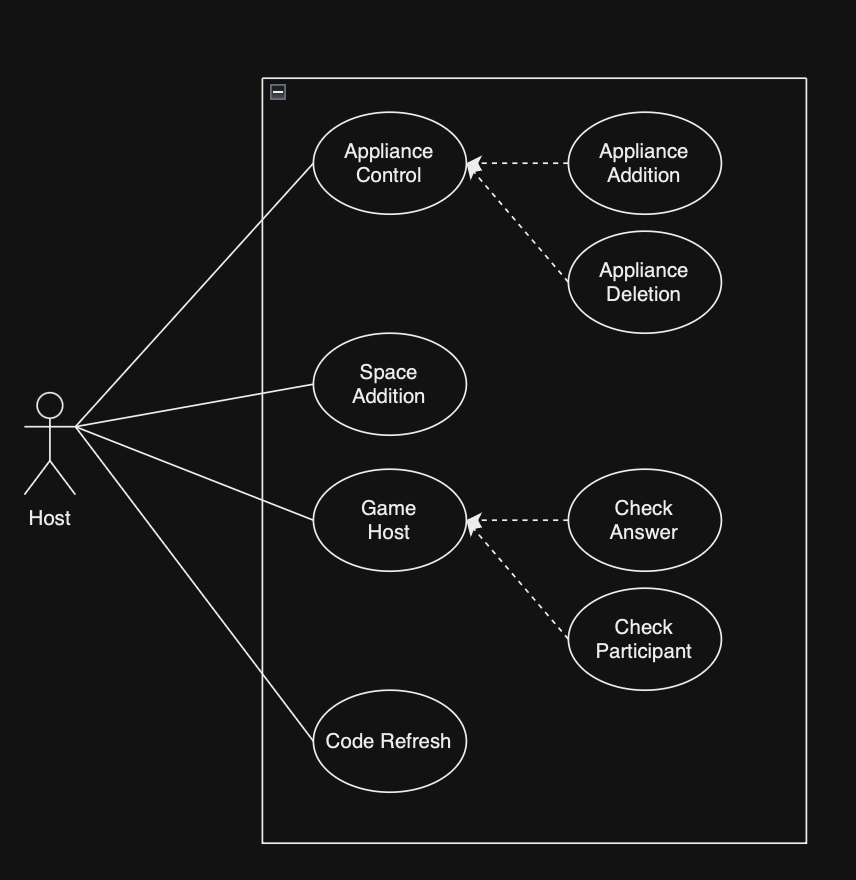 Appliance
Control
Appliance
Addition
Appliance
Deletion
Space
Addition
Host
Game
Host
Check
Answer
Check
Participant
Code Refresh